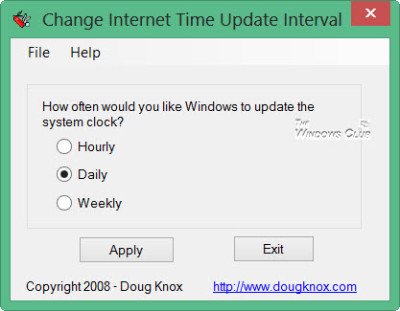 Change Internet Time Update Interval
File Help
How often would you like Windows to update the
system clock?
THE
WINDOWS CLUB
Hourly
Daily
Weekly
Apply Exit
Copyright 2008 - Doug Knox http://www.dougknox.com